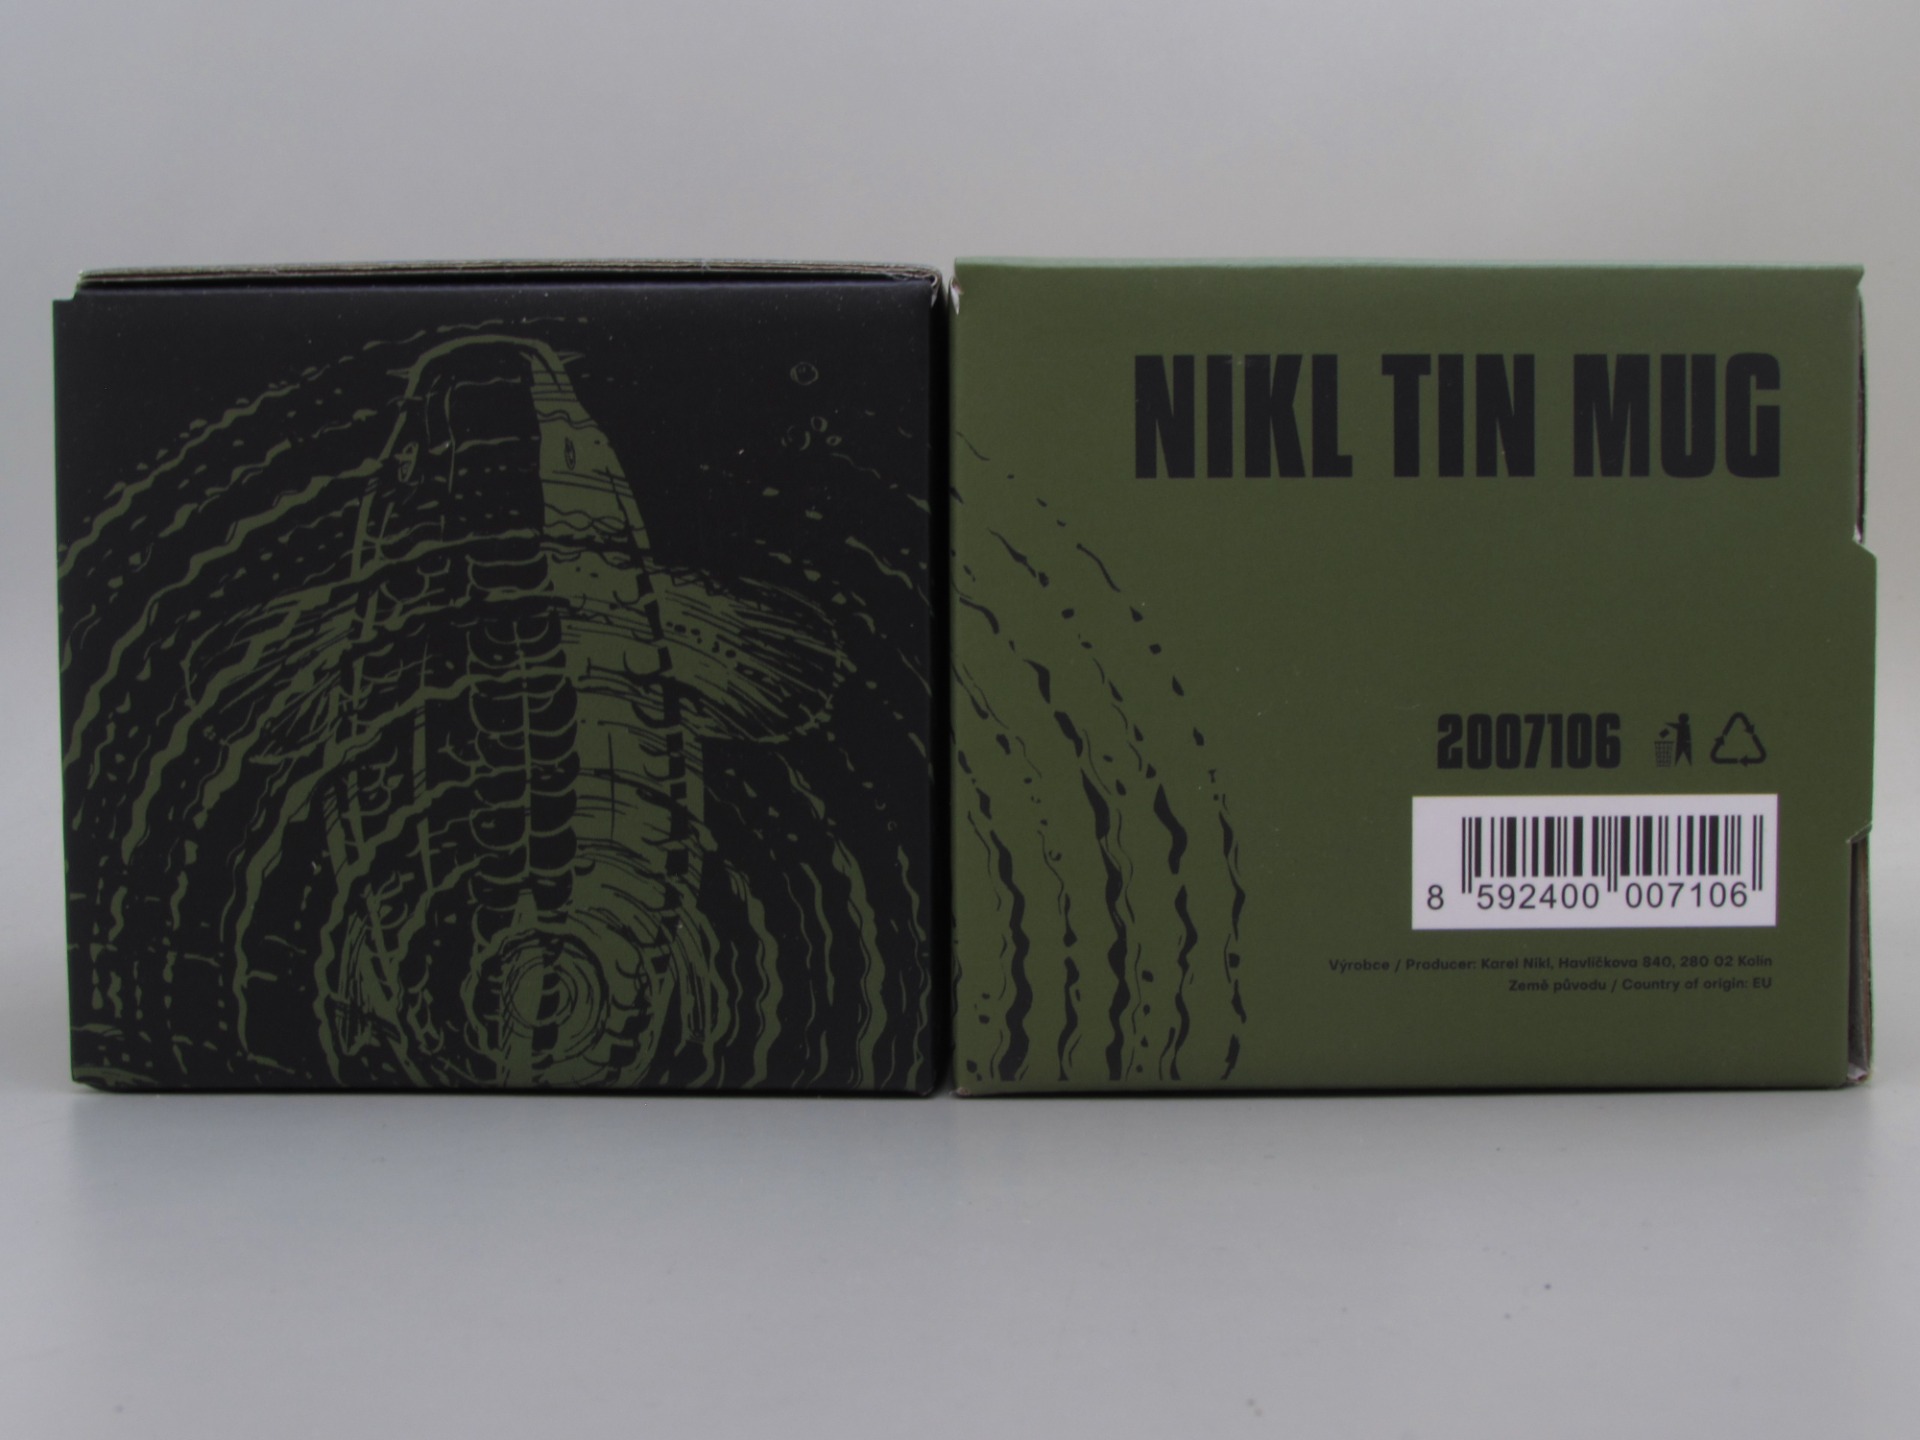 NIKL TIN MUG
2007106
8 592400 007106
Výrobce / Producer: Karel Nikl, Havlíčkova 840, 280 02 Kolín
Země původu / Country of origin: EU